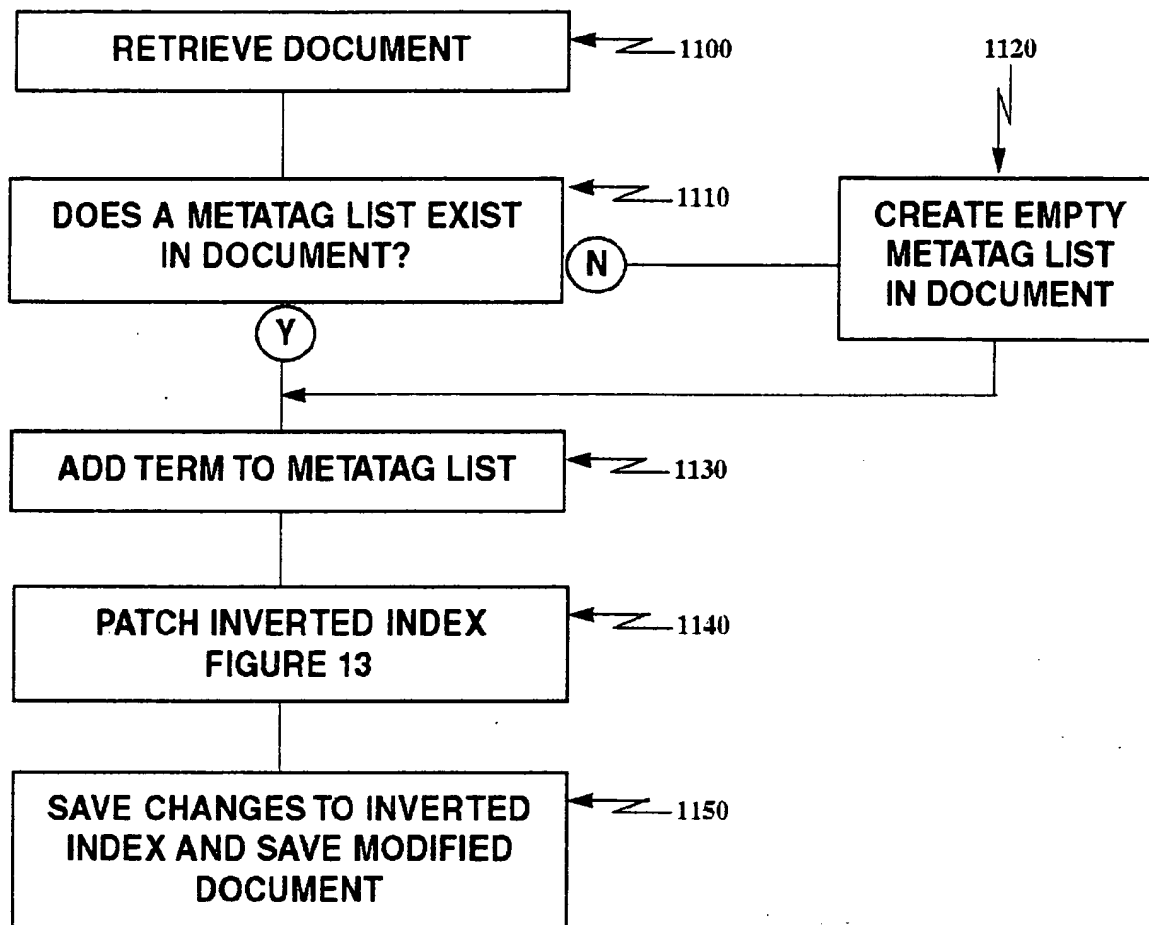 RETRIEVE DOCUMENT
1100
1120
DOES A METATAG LIST EXIST
IN DOCUMENT?
1110
N
Y
CREATE EMPTY
METATAG LIST
IN DOCUMENT
ADD TERM TO METATAG LIST
1130
PATCH INVERTED INDEX
FIGURE 13
1140
SAVE CHANGES TO INVERTED
INDEX AND SAVE MODIFIED
DOCUMENT
1150